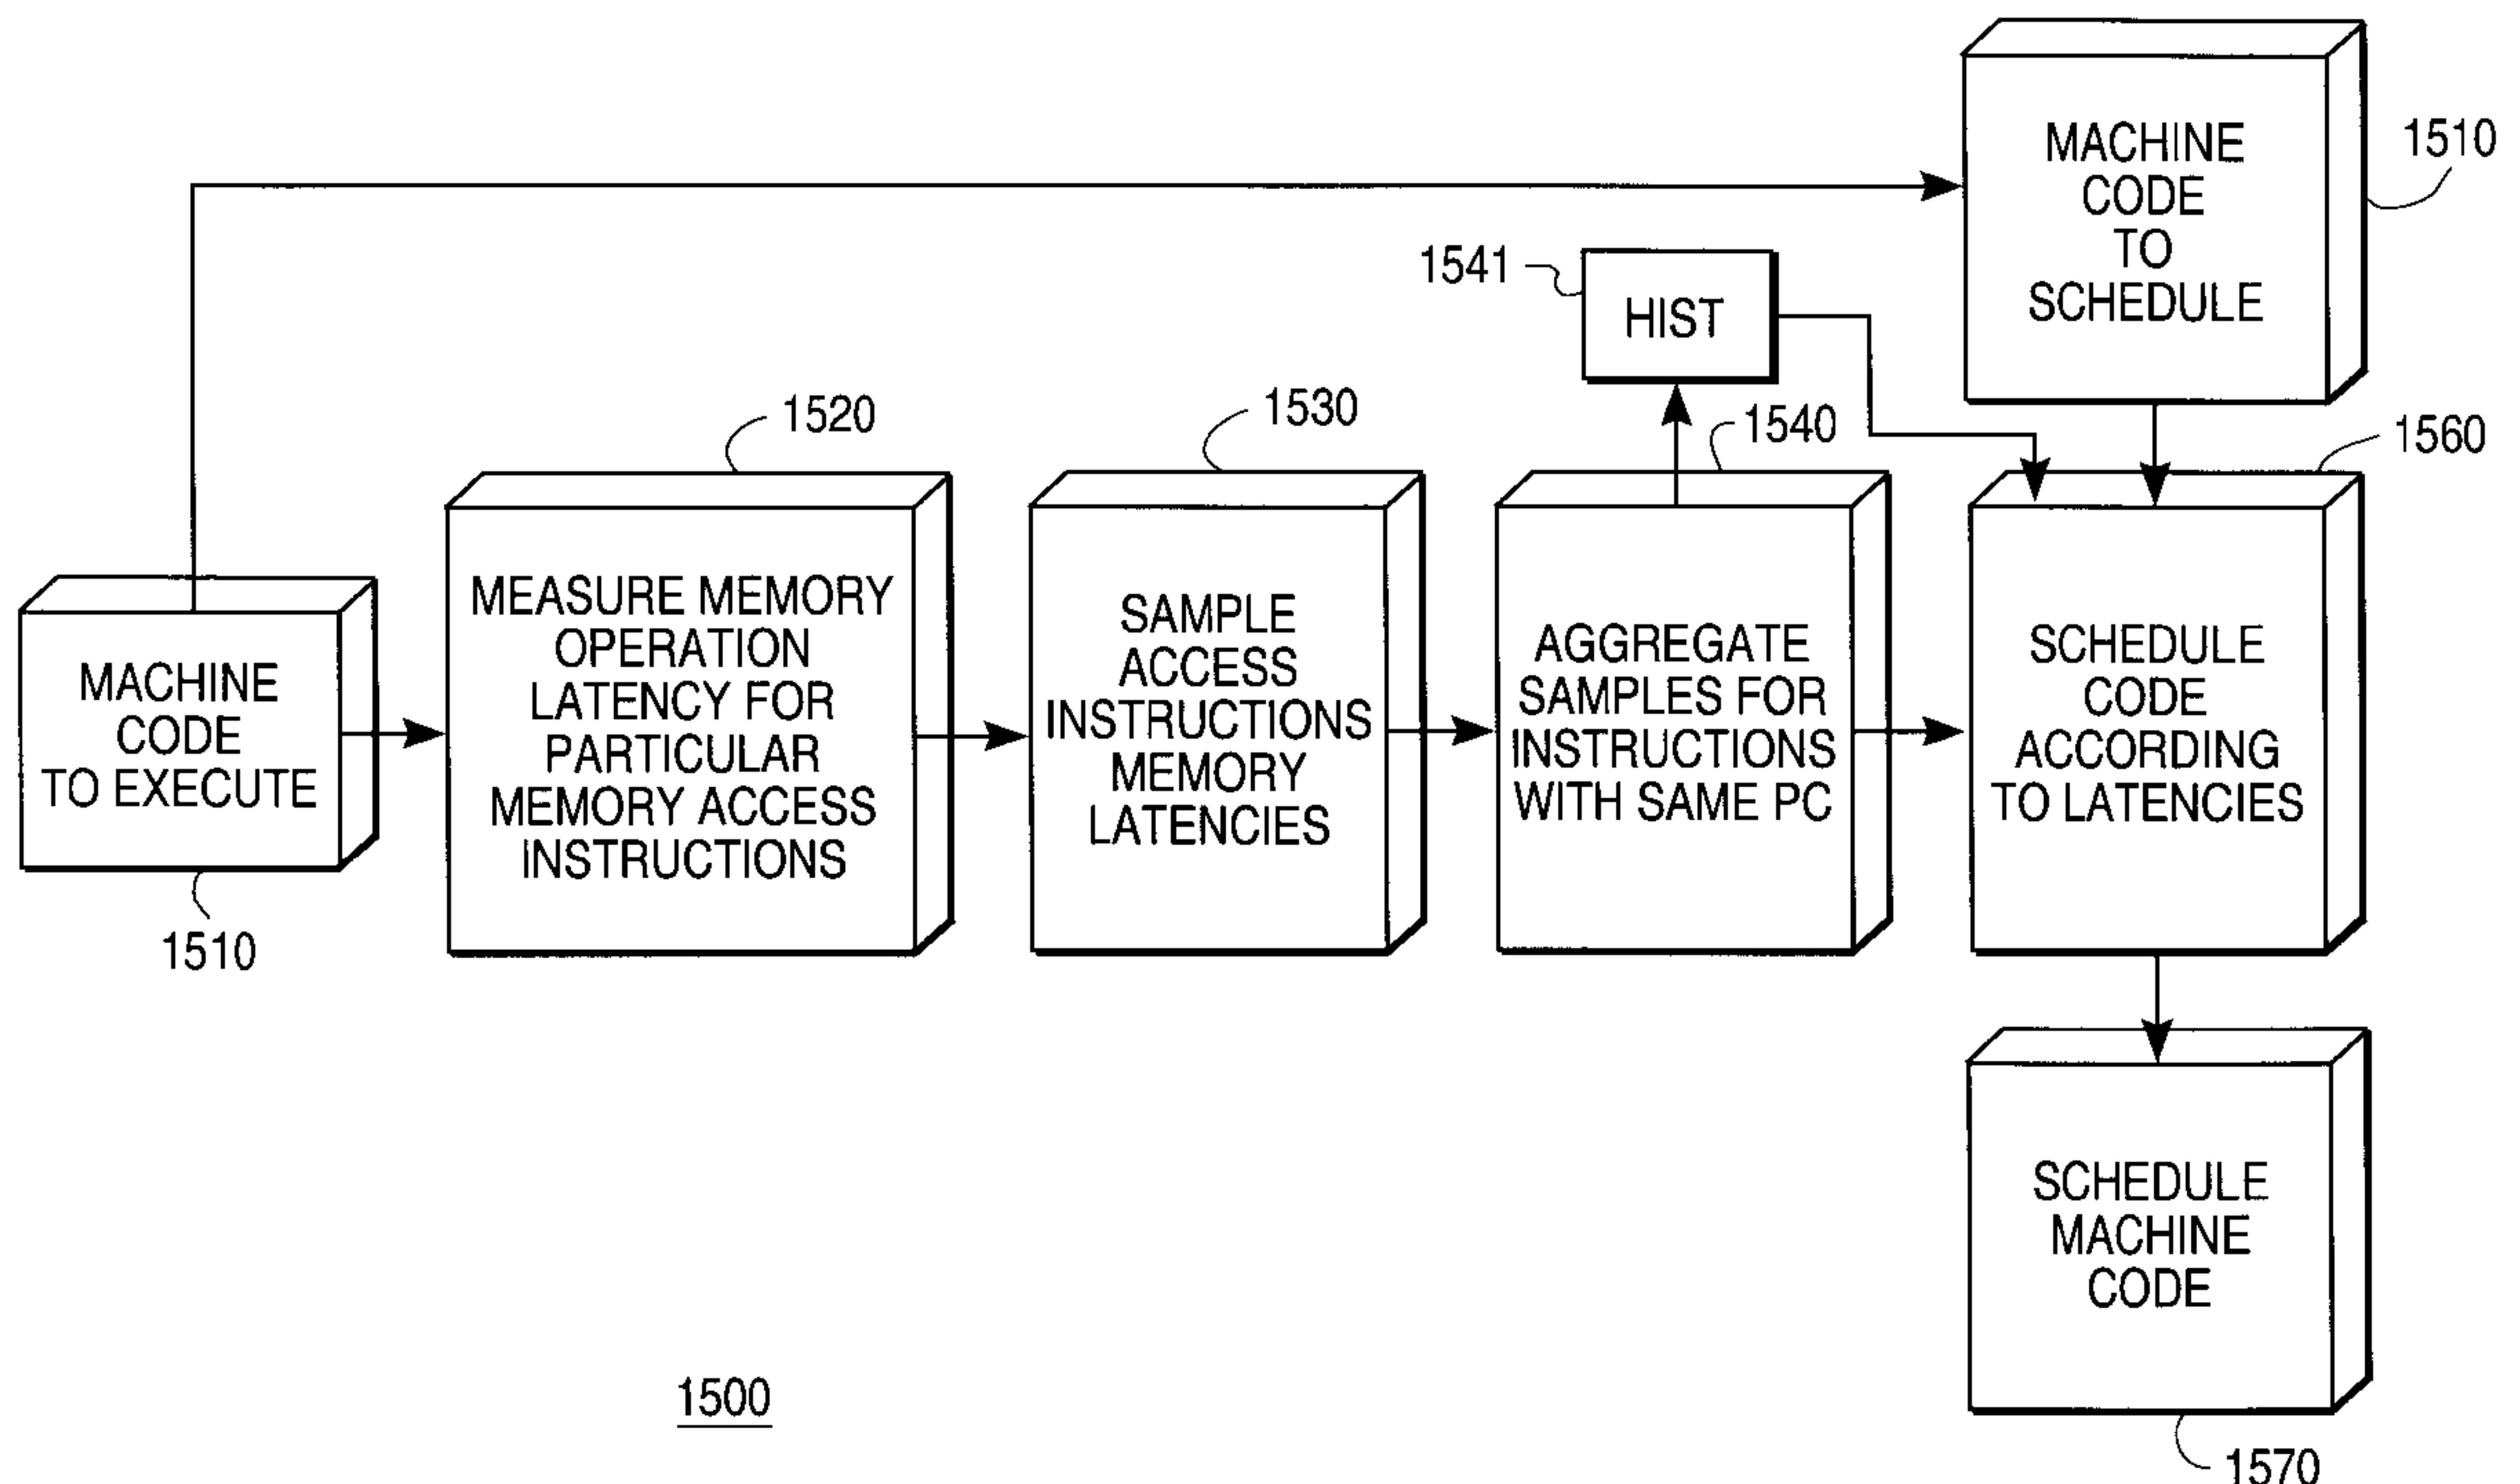 MACHINE
CODE
TO
SCHEDULE
1510
1541
HIST
1520
1530
1540
1560
MACHINE
CODE
TO EXECUTE
1510
MEASURE MEMORY
OPERATION
LATENCY FOR
PARTICULAR
MEMORY ACCESS
INSTRUCTIONS
SAMPLE
ACCESS
INSTRUCTIONS
MEMORY
LATENCIES
AGGREGATE
SAMPLES FOR
INSTRUCTIONS
WITH SAME PC
SCHEDULE
CODE
ACCORDING
TO LATENCIES
SCHEDULE
MACHINE
CODE
1500
1570